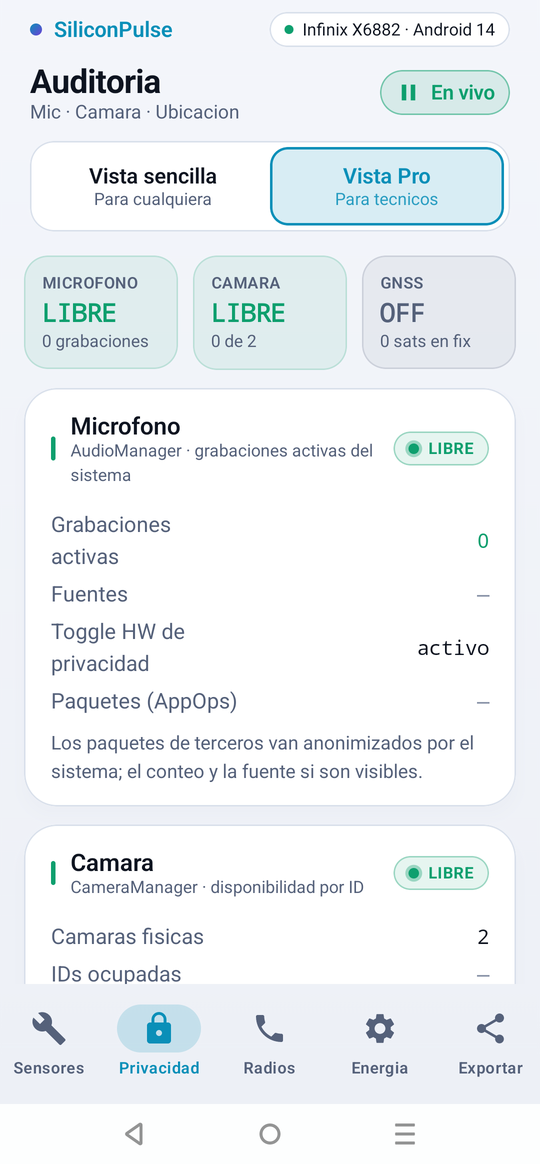 SiliconPulse
Infinix X6882 · Android 14
Auditoria
Mic · Camara · Ubicacion
En vivo
Vista sencilla
Para cualquiera
Vista Pro
Para tecnicos
MICROFONO
LIBRE
0 grabaciones
CAMARA
LIBRE
0 de 2
GNSS
OFF
0 sats en fix
Microfono
AudioManager · grabaciones activas del
sistema
LIBRE
Grabaciones
activas
0
Fuentes
—
Toggle HW de
privacidad
activo
Paquetes (AppOps)
—
Los paquetes de terceros van anonimizados por el
sistema; el conteo y la fuente si son visibles.
Camara
CameraManager · disponibilidad por ID
LIBRE
Camaras fisicas
2
IDs ocupadas
—
Sensores
Privacidad
Radios
Energia
Exportar